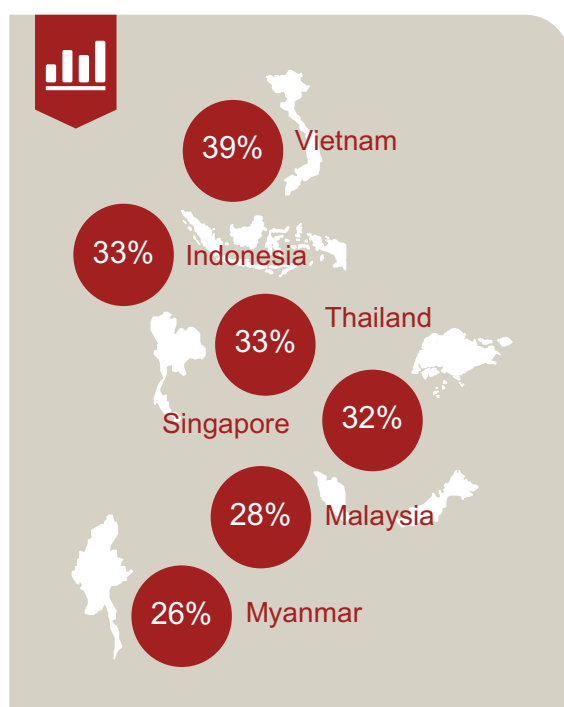 39% Vietnam
33% Indonesia
Thailand
33%
Singapore 32%
28% Malaysia
26% Myanmar